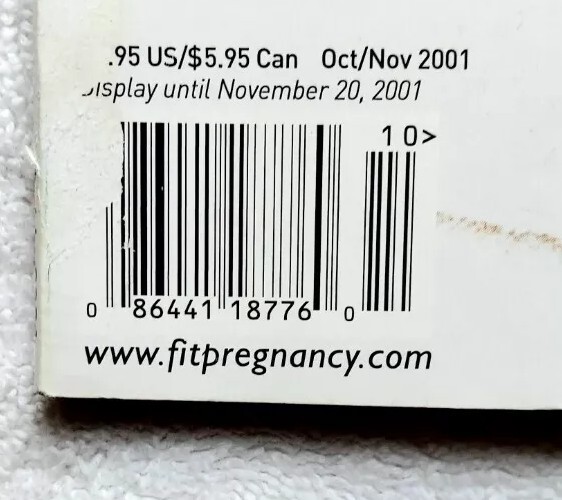 .95 US/$5.95 Can Oct/Nov 2001
Display until November 20, 2001
10>
0 86441 18776 0
www.fitpregnancy.com